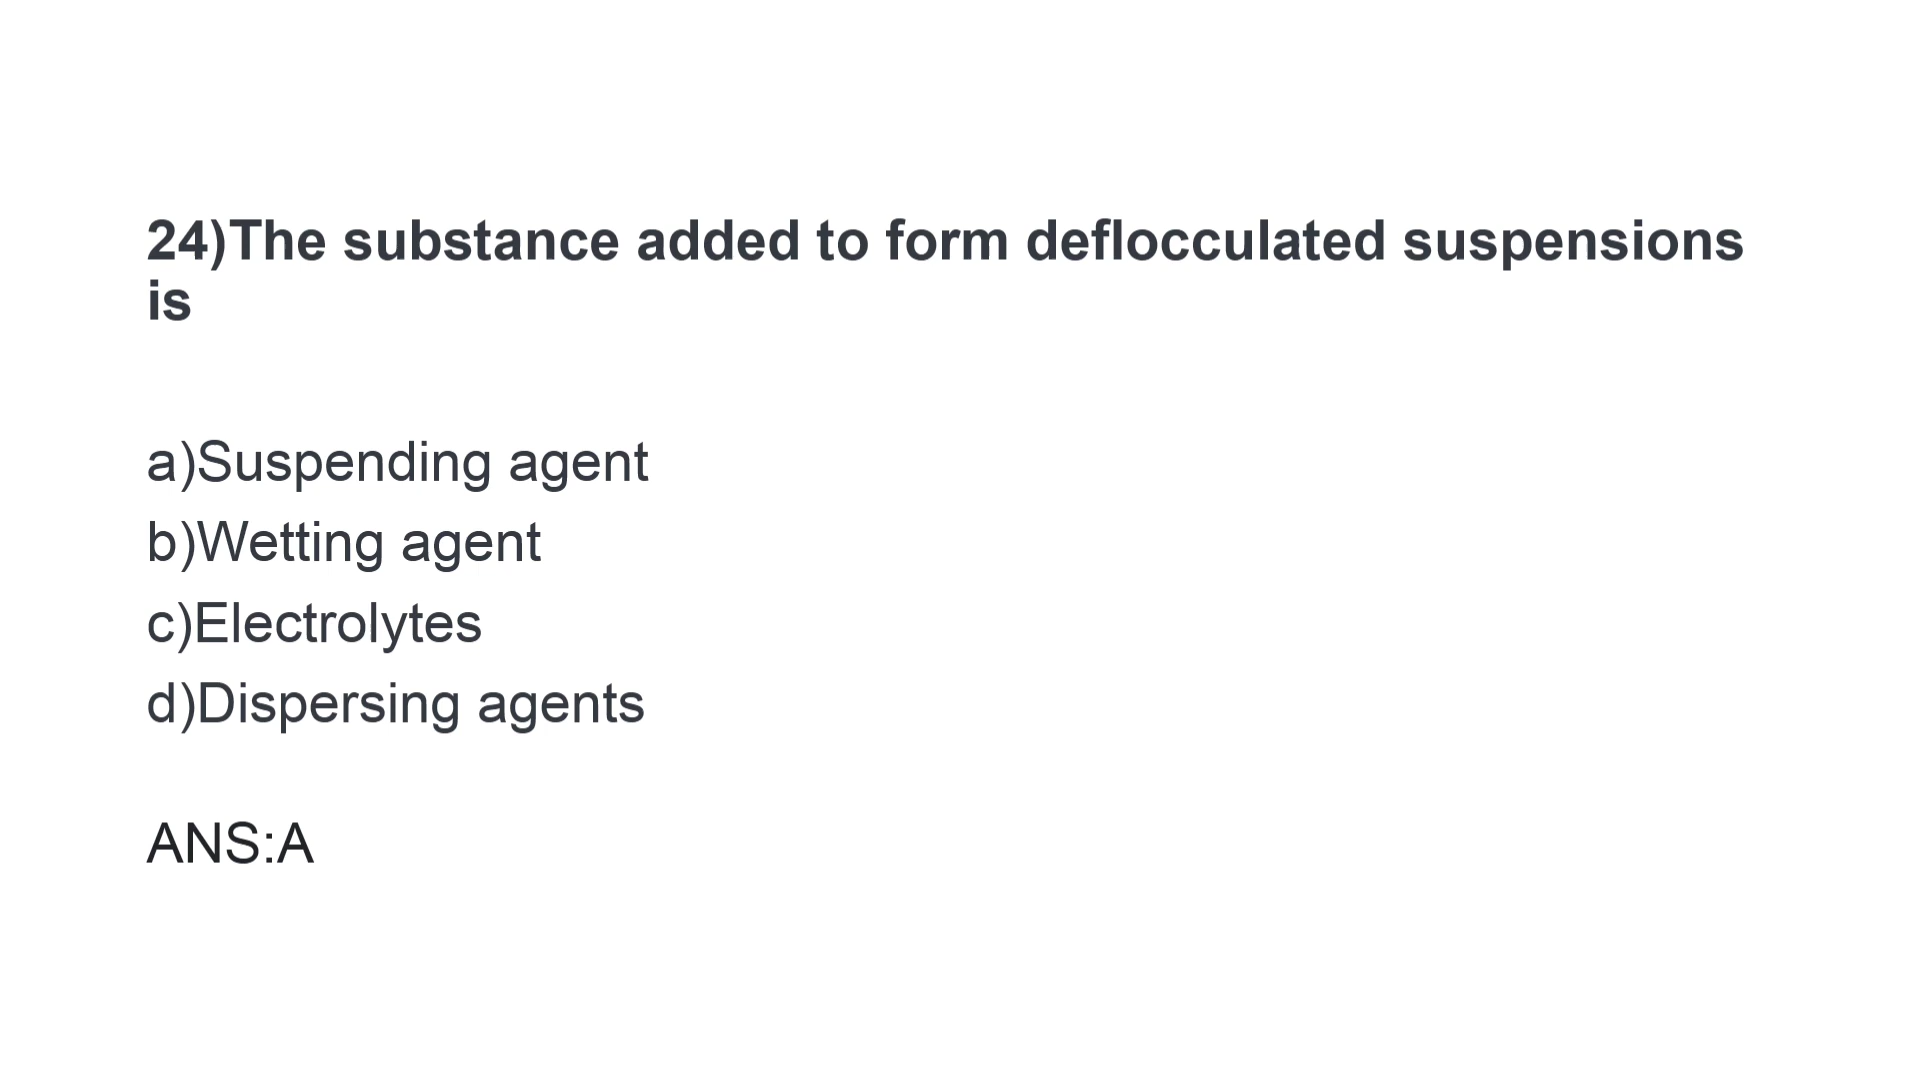 24)The substance added to form deflocculated suspensions
is
a)Suspending agent
b)Wetting agent
c)Electrolytes
d)Dispersing agents
ANS:A